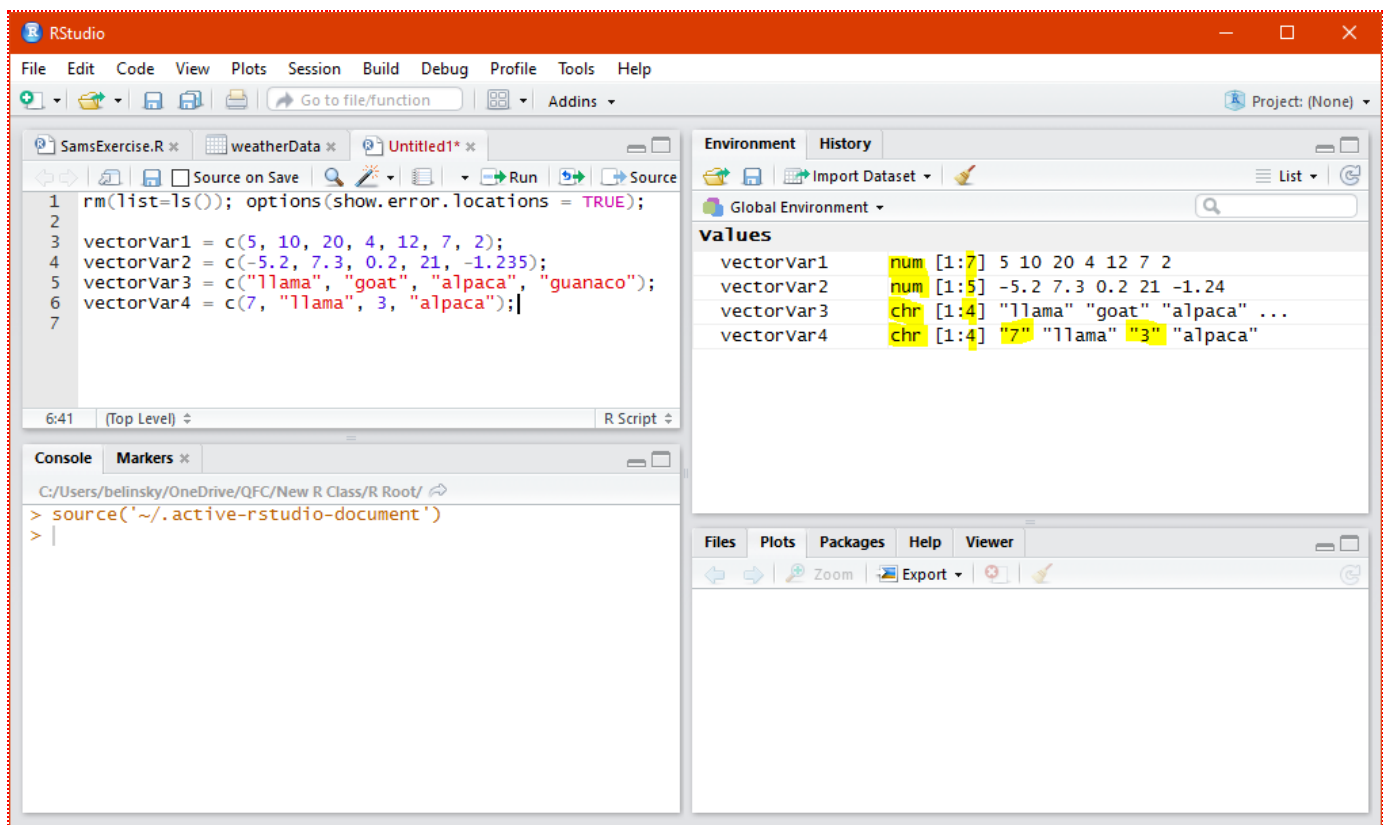 RStudio
File Edit Code View Plots Session Build Debug Profile Tools Help
Go to file/function Addins Project: (None)
SamsExercise.R weatherData Untitled1*
Source on Save Run Source
1 rm(list=ls()); options(show.error.locations = TRUE);
2
3 vectorVar1 = c(5, 10, 20, 4, 12, 7, 2);
4 vectorVar2 = c(-5.2, 7.3, 0.2, 21, -1.235);
5 vectorVar3 = c("llama", "goat", "alpaca", "guanaco");
6 vectorVar4 = c(7, "llama", 3, "alpaca");
7
6:41 (Top Level) R Script
Console Markers
C:/Users/belinsky/OneDrive/QFC/New R Class/R Root/
> source('~/.active-rstudio-document')
>
Environment History
Import Dataset List
Global Environment
Values
vectorVar1 num [1:7] 5 10 20 4 12 7 2
vectorVar2 num [1:5] -5.2 7.3 0.2 21 -1.24
vectorVar3 chr [1:4] "llama" "goat" "alpaca" ...
vectorVar4 chr [1:4] "7" "llama" "3" "alpaca"
Files Plots Packages Help Viewer
Zoom Export